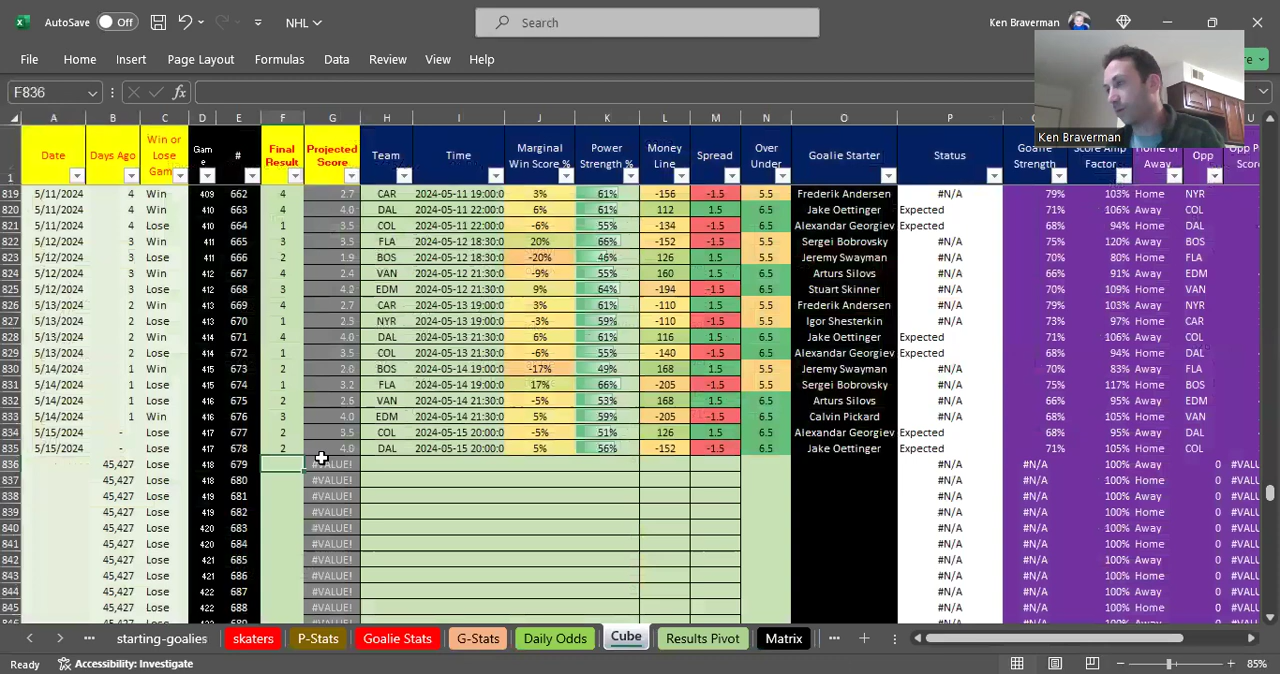 AutoSave Off NHL Search Ken Braverman
File Home Insert Page Layout Formulas Data Review View Help
F836 fx
Ken Braverman
A B C D E F G H I J K L M N O P
Date Days Ago Win or Lose Gam Gam e # Final Result Projected Score Team Time Marginal Win Score % Power Strength % Money Line Spread Over Under Goalie Starter Status Goalie Strength Score Amp Factor Home or Away Opp
1
819 5/11/2024 4 Win 409 662 4 2.7 CAR 2024-05-11 19:00:0 3% 61% -156 -1.5 5.5 Frederik Andersen #N/A 79% 103% Home NYR
820 5/11/2024 4 Win 410 663 4 4.0 DAL 2024-05-11 22:00:0 6% 61% 112 1.5 6.5 Jake Oettinger Expected 71% 106% Away COL
821 5/11/2024 4 Lose 410 664 1 3.5 COL 2024-05-11 22:00:0 -6% 55% -134 -1.5 6.5 Alexandar Georgiev Expected 68% 94% Home DAL
822 5/12/2024 3 Win 411 665 3 3.5 FLA 2024-05-12 18:30:0 20% 66% -152 -1.5 5.5 Sergei Bobrovsky #N/A 75% 120% Away BOS
823 5/12/2024 3 Lose 411 666 2 1.9 BOS 2024-05-12 18:30:0 -20% 46% 126 1.5 5.5 Jeremy Swayman #N/A 70% 80% Home FLA
824 5/12/2024 3 Win 412 667 4 2.4 VAN 2024-05-12 21:30:0 -9% 55% 160 1.5 6.5 Arturs Silovs #N/A 66% 91% Away EDM
825 5/12/2024 3 Lose 412 668 3 4.2 EDM 2024-05-12 21:30:0 9% 64% -194 -1.5 6.5 Stuart Skinner #N/A 70% 109% Home VAN
826 5/13/2024 2 Win 413 669 4 2.7 CAR 2024-05-13 19:00:0 3% 61% -110 1.5 5.5 Frederik Andersen #N/A 79% 103% Away NYR
827 5/13/2024 2 Lose 413 670 1 2.3 NYR 2024-05-13 19:00:0 -3% 59% -110 -1.5 5.5 Igor Shesterkin #N/A 73% 97% Home CAR
828 5/13/2024 2 Win 414 671 4 4.0 DAL 2024-05-13 21:30:0 6% 61% 116 1.5 6.5 Jake Oettinger Expected 71% 106% Away COL
829 5/13/2024 2 Lose 414 672 1 3.5 COL 2024-05-13 21:30:0 -6% 55% -140 -1.5 6.5 Alexandar Georgiev Expected 68% 94% Home DAL
830 5/14/2024 1 Win 415 673 2 2.0 BOS 2024-05-14 19:00:0 -17% 49% 168 1.5 5.5 Jeremy Swayman #N/A 70% 83% Away FLA
831 5/14/2024 1 Lose 415 674 1 3.2 FLA 2024-05-14 19:00:0 17% 66% -205 -1.5 5.5 Sergei Bobrovsky #N/A 75% 117% Home BOS
832 5/14/2024 1 Lose 416 675 2 2.6 VAN 2024-05-14 21:30:0 -5% 53% 168 1.5 6.5 Arturs Silovs #N/A 66% 95% Away EDM
833 5/14/2024 1 Win 416 676 3 4.0 EDM 2024-05-14 21:30:0 5% 59% -205 -1.5 6.5 Calvin Pickard #N/A 68% 105% Home VAN
834 5/15/2024 - Lose 417 677 2 3.5 COL 2024-05-15 20:00:0 -5% 51% 126 1.5 6.5 Alexandar Georgiev Expected 68% 95% Away DAL
835 5/15/2024 - Lose 417 678 2 4.0 DAL 2024-05-15 20:00:0 5% 56% -152 -1.5 6.5 Jake Oettinger Expected 71% 105% Home COL
836 45,427 Lose 418 679 #VALUE! #N/A #N/A 100% Away 0 #VALU
837 45,427 Lose 418 680 #VALUE! #N/A #N/A 100% Home 0 #VALU
838 45,427 Lose 419 681 #VALUE! #N/A #N/A 100% Away 0 #VALU
839 45,427 Lose 419 682 #VALUE! #N/A #N/A 100% Home 0 #VALU
840 45,427 Lose 420 683 #VALUE! #N/A #N/A 100% Away 0 #VALU
841 45,427 Lose 420 684 #VALUE! #N/A #N/A 100% Home 0 #VALU
842 45,427 Lose 421 685 #VALUE! #N/A #N/A 100% Away 0 #VALU
843 45,427 Lose 421 686 #VALUE! #N/A #N/A 100% Home 0 #VALU
844 45,427 Lose 422 687 #VALUE! #N/A #N/A 100% Away 0 #VALU
845 45,427 Lose 422 688 #VALUE! #N/A #N/A 100% Home 0 #VALU
starting-goalies skaters P-Stats Goalie Stats G-Stats Daily Odds Cube Results Pivot Matrix
Ready Accessibility: Investigate 85%